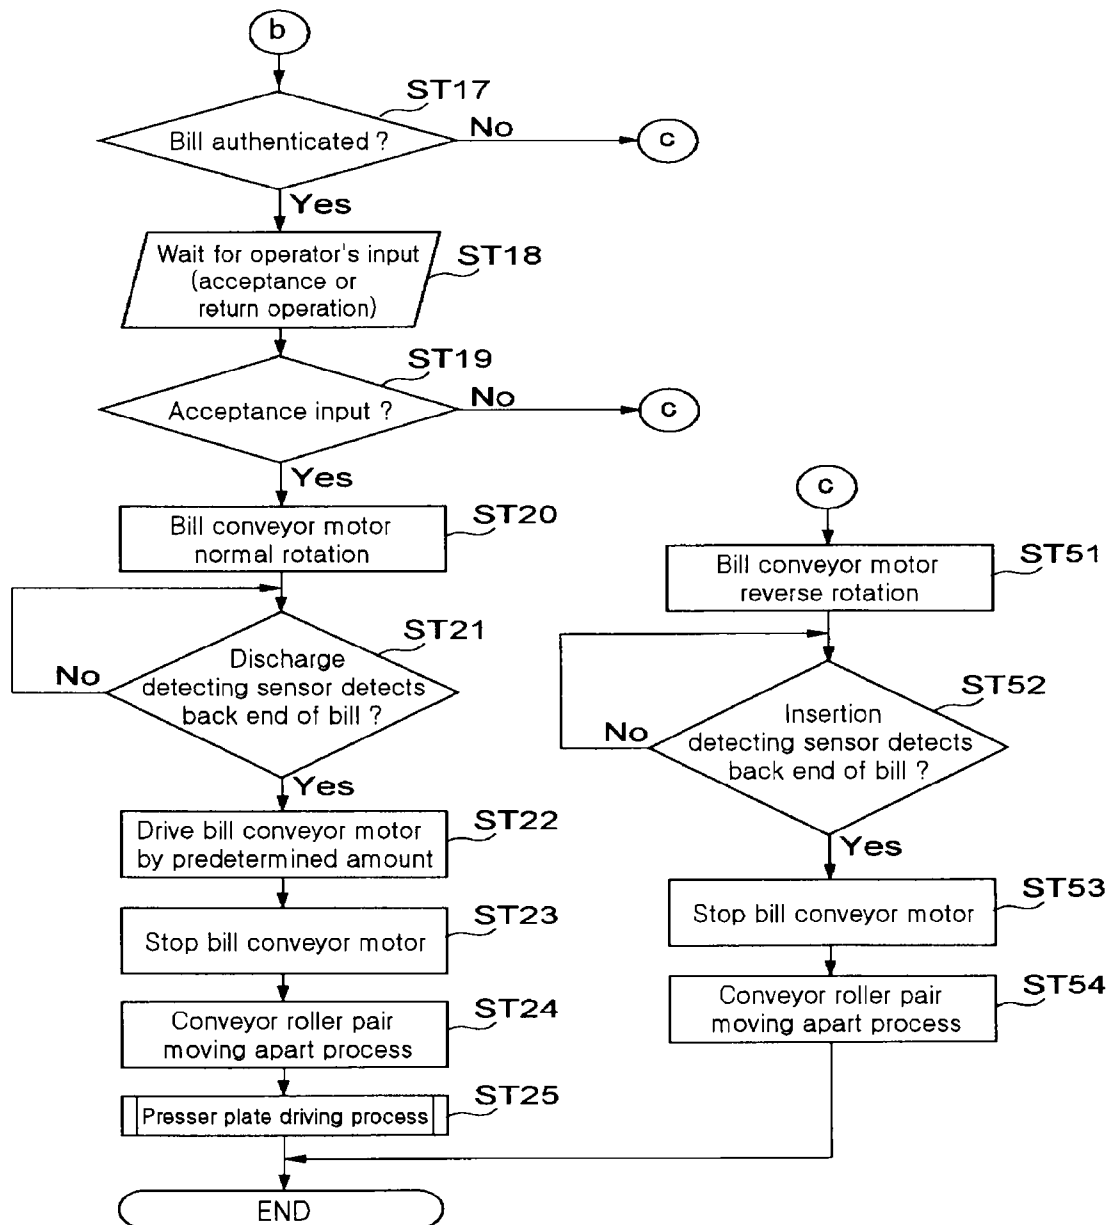 b
ST17
Bill authenticated ?
No
c
Yes
Wait for operator's input
(acceptance or
return operation)
ST18
ST19
Acceptance input ?
No
c
Yes
Bill conveyor motor
normal rotation
ST20
ST21
Discharge
detecting sensor detects
back end of bill ?
No
Yes
Drive bill conveyor motor
by predetermined amount
ST22
Stop bill conveyor motor
ST23
Conveyor roller pair
moving apart process
ST24
Presser plate driving process
ST25
END
c
Bill conveyor motor
reverse rotation
ST51
ST52
Insertion
detecting sensor detects
back end of bill ?
No
Yes
Stop bill conveyor motor
ST53
Conveyor roller pair
moving apart process
ST54